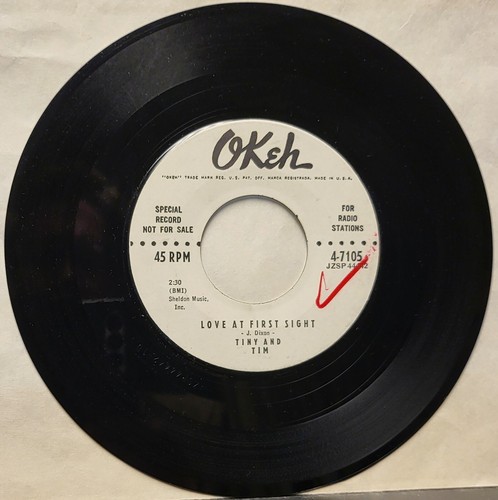 OKeh
"OKEH" TRADE MARK REG. U.S. PAT. OFF. MARCA REGISTRADA. MADE IN U.S.A.
SPECIAL
RECORD
NOT FOR SALE
FOR
RADIO
STATIONS
45 RPM
4-7105
JZSP
2:30
(BMI)
Sheldon Music,
Inc.
LOVE AT FIRST SIGHT
- J. Dixon -
TINY AND
TIM